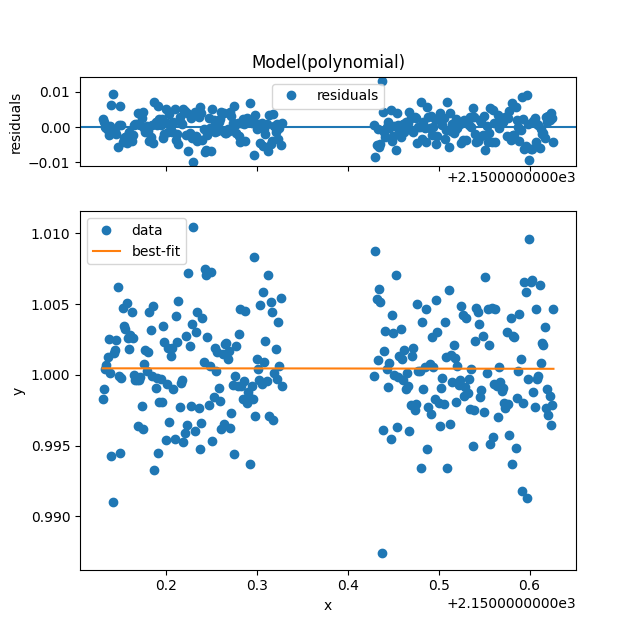 Model(polynomial)
residuals
0.01
0.00
−0.01
residuals
+2.1500000000e3
data
best-fit
y
1.010
1.005
1.000
0.995
0.990
0.2 0.3 0.4 0.5 0.6
x
+2.1500000000e3